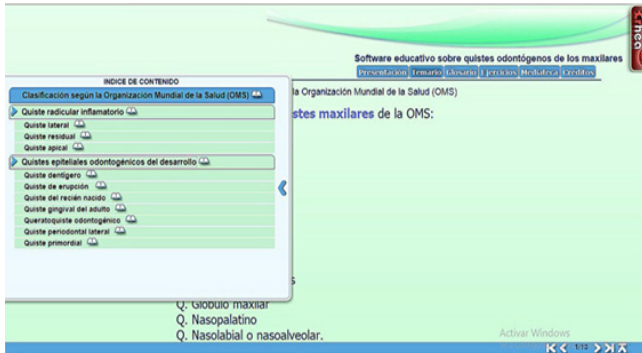 hea
Software educativo sobre quistes odontógenos de los maxilares
Presentación Temario Glosario Ejercicios Mediateca Créditos
INDICE DE CONTENIDO
Clasificación según la Organización Mundial de la Salud (OMS)
la Organización Mundial de la Salud (OMS)
Quiste radicular inflamatorio
stes maxilares de la OMS:
Quiste lateral
Quiste residual
Quiste apical
Quistes epiteliales odontogénicos del desarrollo
Quiste dentígero
Quiste de erupción
Quiste del recién nacido
Quiste gingival del adulto
Queratoquiste odontogénico
Quiste periodontal lateral
Quiste primordial
s
Q. Glóbulo maxilar
Q. Nasopalatino
Q. Nasolabial o nasoalveolar.
Activar Windows
1/13